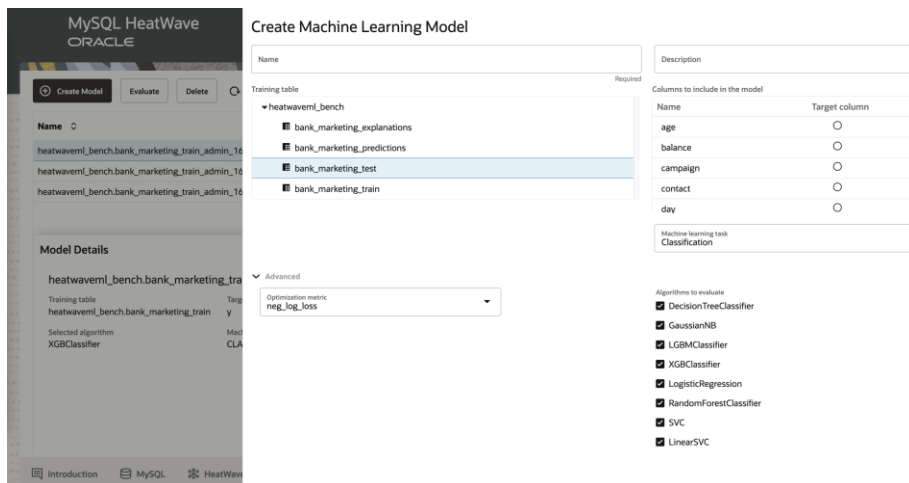 MySQL HeatWave
ORACLE
Create Model
Evaluate
Delete
Name
heatwaveml_bench.bank_marketing_train_admin_16
heatwaveml_bench.bank_marketing_train_admin_16
heatwaveml_bench.bank_marketing_train_admin_16
Model Details
heatwaveml_bench.bank_marketing_tra
Training table
heatwaveml_bench.bank_marketing_train
Targ
y
Selected algorithm
XGBClassifier
Mach
CLA
Introduction
MySQL
HeatWave
Create Machine Learning Model
Name
Required
Description
Training table
heatwaveml_bench
bank_marketing_explanations
bank_marketing_predictions
bank_marketing_test
bank_marketing_train
Columns to include in the model
Name Target column
age
balance
campaign
contact
day
Machine learning task
Classification
Advanced
Optimization metric
neg_log_loss
Algorithms to evaluate
DecisionTreeClassifier
GaussianNB
LGBMClassifier
XGBClassifier
LogisticRegression
RandomForestClassifier
SVC
LinearSVC